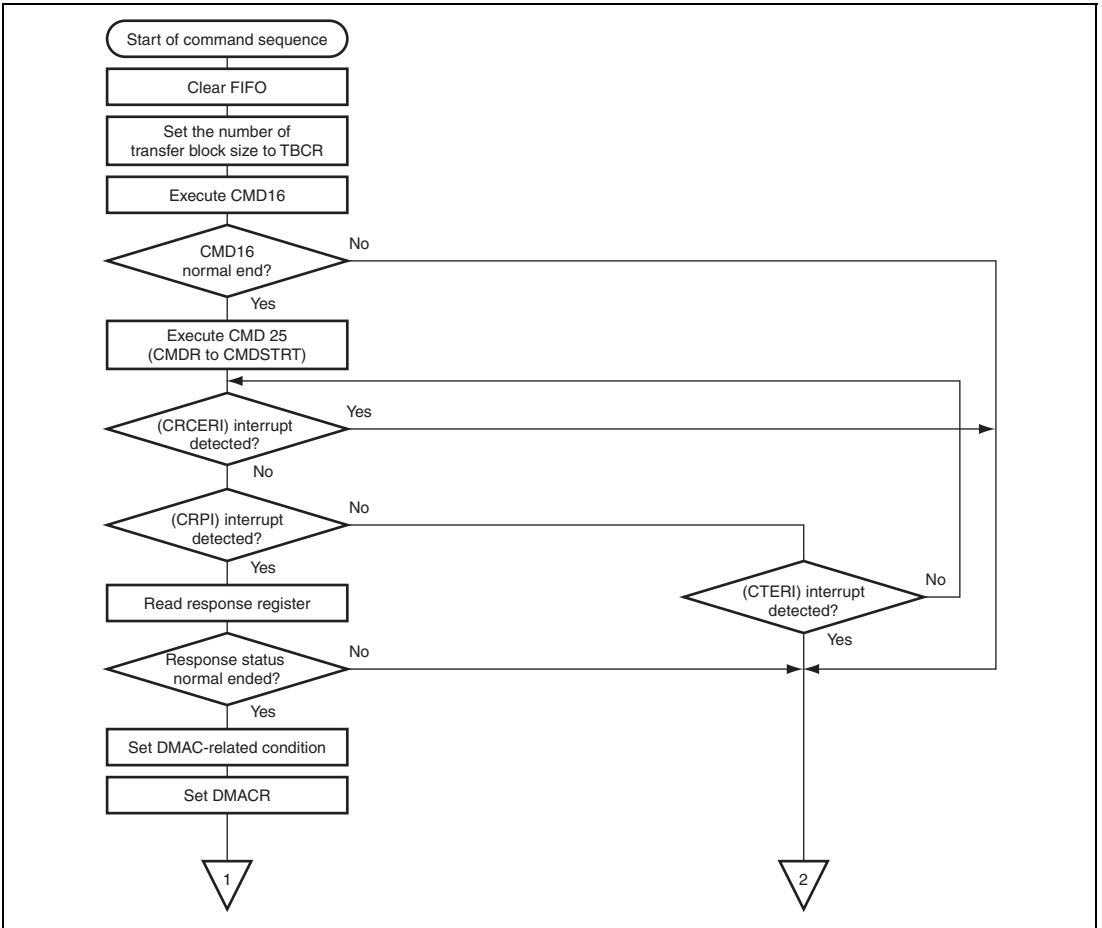 Start of command sequence
Clear FIFO
Set the number of
transfer block size to TBCR
Execute CMD16
CMD16
normal end?
No
Yes
Execute CMD 25
(CMDR to CMDSTRT)
(CRCERI) interrupt
detected?
Yes
No
(CRPI) interrupt
detected?
No
Yes
Read response register
(CTERI) interrupt
detected?
No
Yes
Response status
normal ended?
No
Yes
Set DMAC-related condition
Set DMACR
1
2